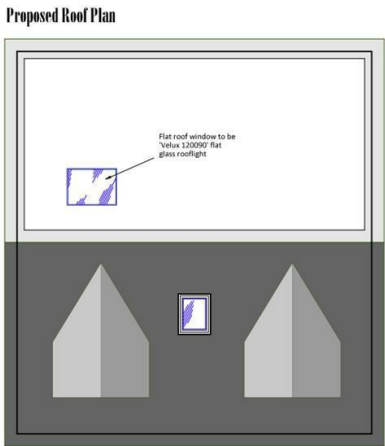 Proposed Roof Plan
Flat roof window to be
'Velux 120090' flat
glass rooflight